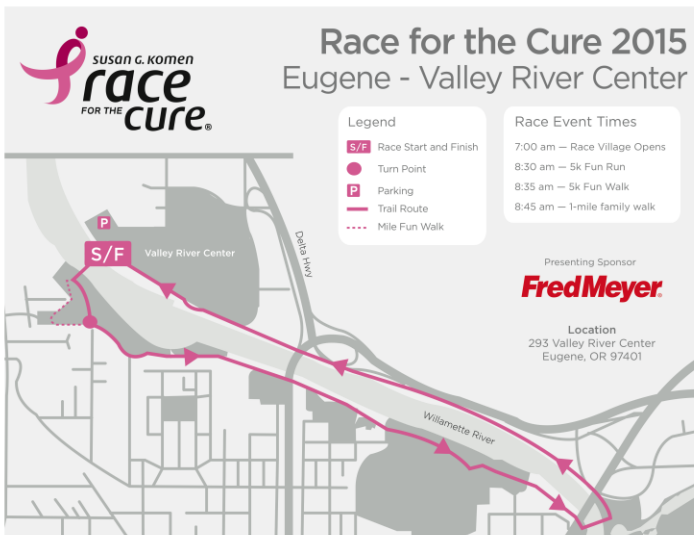 SUSAN G. KOMEN
race
FOR THE
cure®
Race for the Cure 2015
Eugene - Valley River Center
Legend
S/F Race Start and Finish
Turn Point
P Parking
Trail Route
Mile Fun Walk
Race Event Times
7:00 am — Race Village Opens
8:30 am — 5k Fun Run
8:35 am — 5k Fun Walk
8:45 am — 1-mile family walk
P
S/F
Valley River Center
Delta Hwy
Willamette River
Presenting Sponsor
FredMeyer®
Location
293 Valley River Center
Eugene, OR 97401